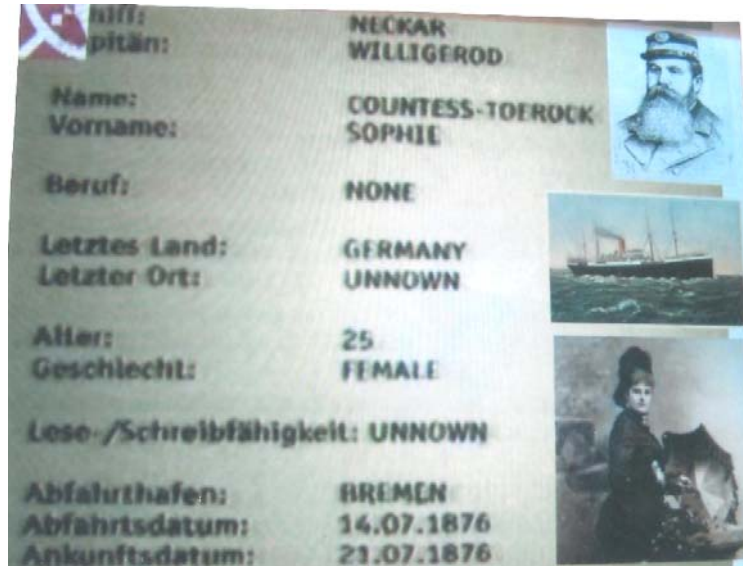 NECKAR
pitän: WILLIGEROD
Name: COUNTESS-TOEROCK
Vorname: SOPHIE
Beruf: NONE
Letztes Land: GERMANY
Letzter Ort: UNNOWN
Alter: 25
Geschlecht: FEMALE
Lese-/Schreibfähigkeit: UNNOWN
Abfahrthafen: BREMEN
Abfahrtsdatum: 14.07.1876
Ankunftsdatum: 21.07.1876